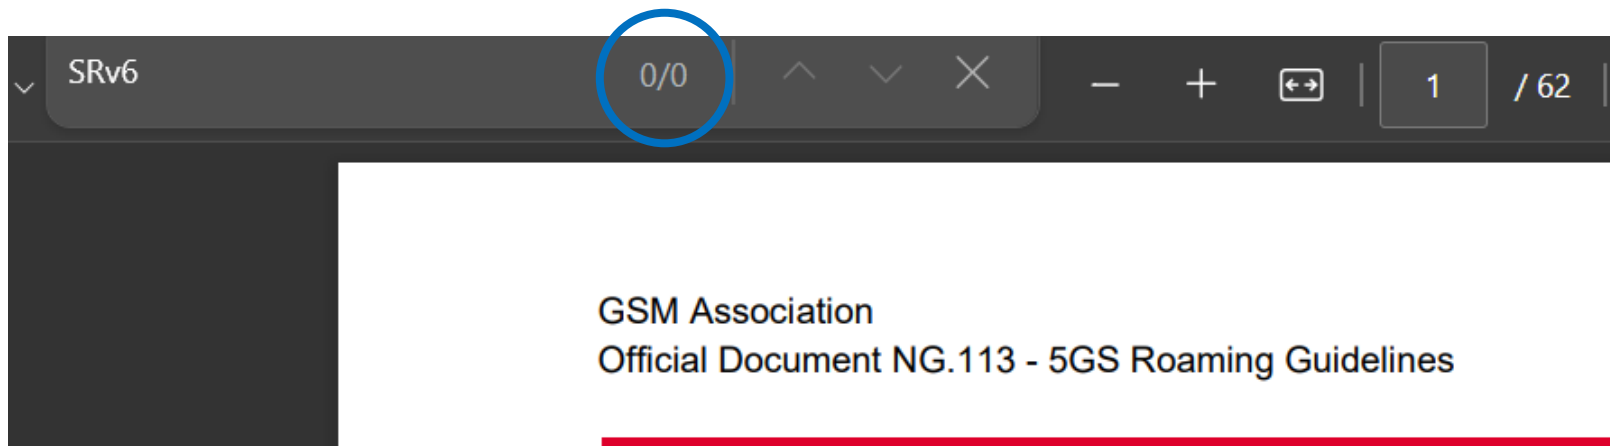 SRv6 0/0 1 / 62
GSM Association
Official Document NG.113 - 5GS Roaming Guidelines